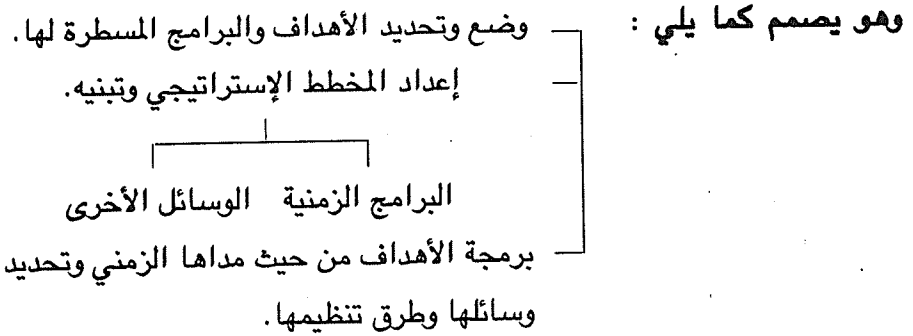 وهو يصمم كما يلي :
وضع وتحديد الأهداف والبرامج المسطرة لها.
إعداد المخطط الإستراتيجي وتبنيه.
البرامج الزمنية الوسائل الأخرى
برمجة الأهداف من حيث مداها الزمني وتحديد
وسائلها وطرق تنظيمها.